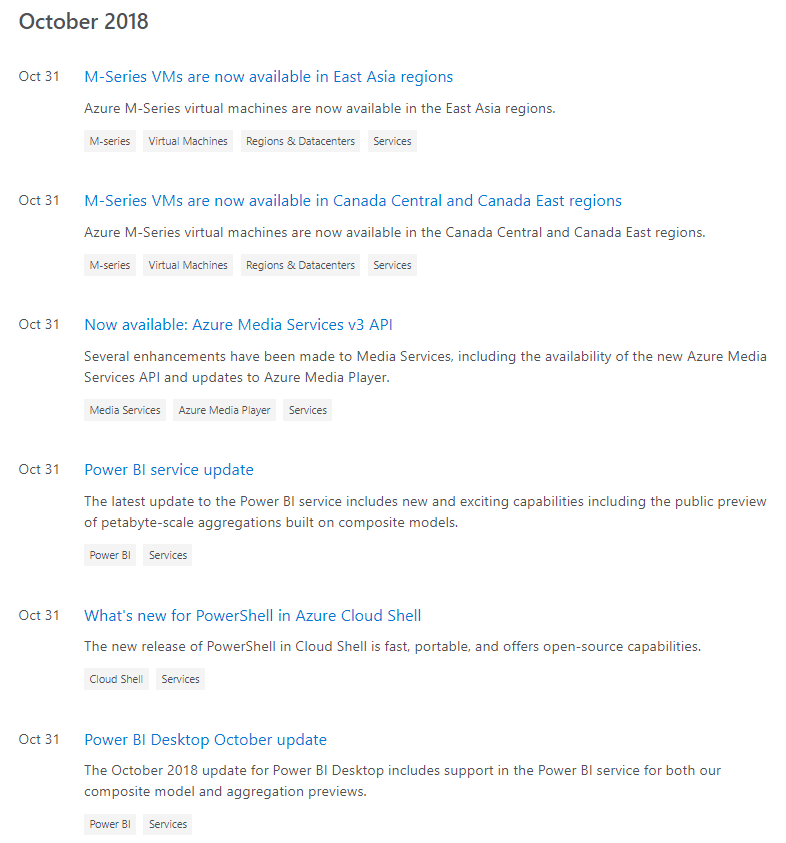 October 2018
Oct 31 M-Series VMs are now available in East Asia regions
Azure M-Series virtual machines are now available in the East Asia regions.
M-series Virtual Machines Regions & Datacenters Services
Oct 31 M-Series VMs are now available in Canada Central and Canada East regions
Azure M-Series virtual machines are now available in the Canada Central and Canada East regions.
M-series Virtual Machines Regions & Datacenters Services
Oct 31 Now available: Azure Media Services v3 API
Several enhancements have been made to Media Services, including the availability of the new Azure Media
Services API and updates to Azure Media Player.
Media Services Azure Media Player Services
Oct 31 Power BI service update
The latest update to the Power BI service includes new and exciting capabilities including the public preview
of petabyte-scale aggregations built on composite models.
Power BI Services
Oct 31 What's new for PowerShell in Azure Cloud Shell
The new release of PowerShell in Cloud Shell is fast, portable, and offers open-source capabilities.
Cloud Shell Services
Oct 31 Power BI Desktop October update
The October 2018 update for Power BI Desktop includes support in the Power BI service for both our
composite model and aggregation previews.
Power BI Services